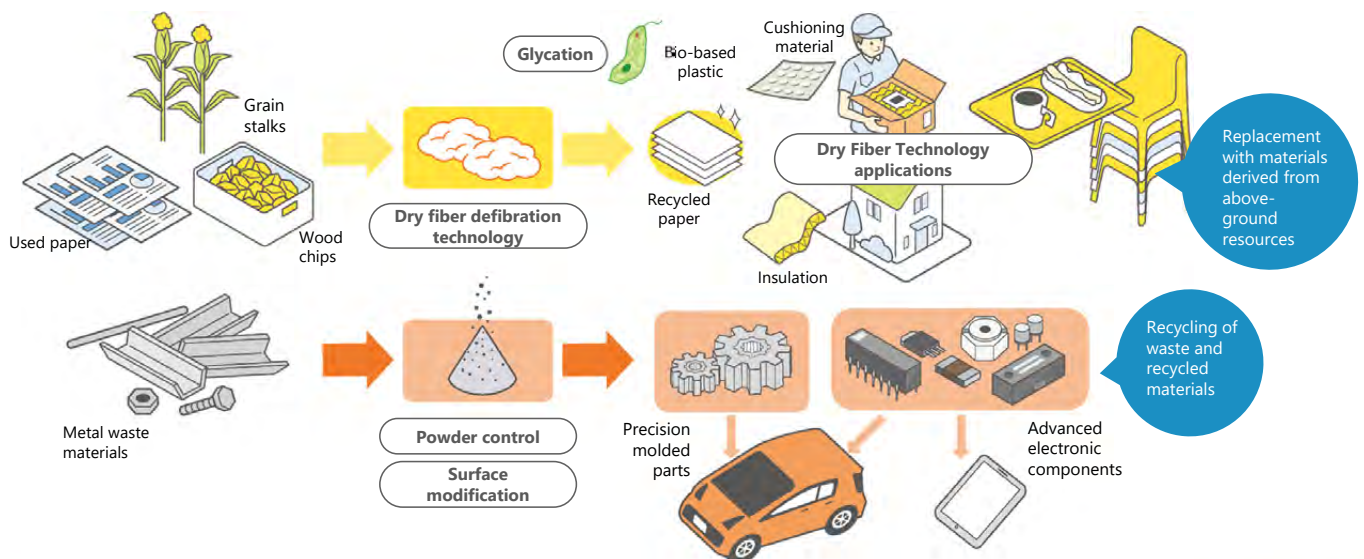 Glycation
Bio-based
plastic
Cushioning
material
Grain
stalks
Used paper
Wood
chips
Dry fiber defibration
technology
Recycled
paper
Dry Fiber Technology
applications
Insulation
Replacement
with materials
derived from
above-
ground
resources
Metal waste
materials
Powder control
Surface
modification
Precision
molded
parts
Advanced
electronic
components
Recycling of
waste and
recycled
materials